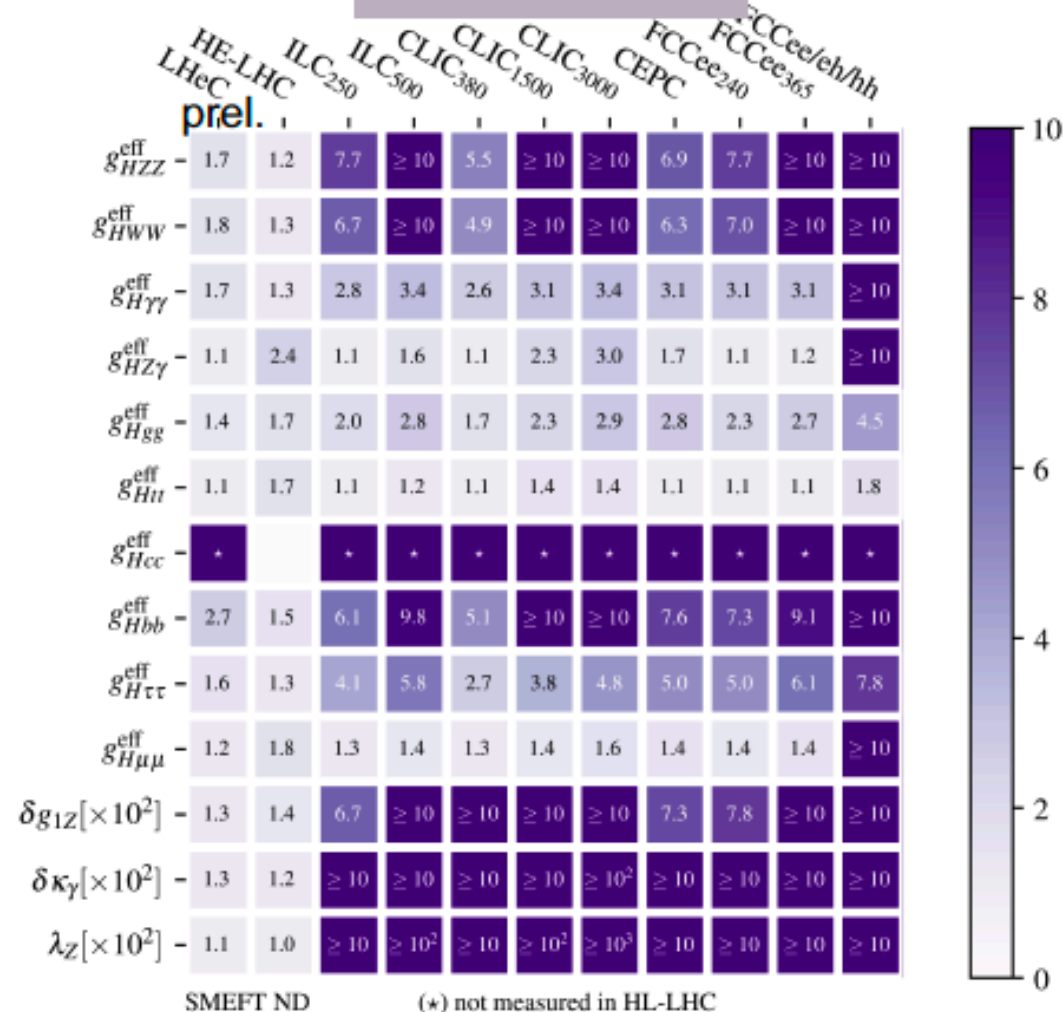 LHeC HE-LHC ILC₂₅₀ ILC₅₀₀ CLIC₃₈₀ CLIC₁₅₀₀ CLIC₃₀₀₀ CEPC FCCee₂₄₀ FCCee₃₆₅ FCCee/eh/hh
prel.
g_HZZ^eff 1.7 1.2 7.7 ≥ 10 5.5 ≥ 10 ≥ 10 6.9 7.7 ≥ 10 ≥ 10
g_HWW^eff 1.8 1.3 6.7 ≥ 10 4.9 ≥ 10 ≥ 10 6.3 7.0 ≥ 10 ≥ 10
g_Hγγ^eff 1.7 1.3 2.8 3.4 2.6 3.1 3.4 3.1 3.1 3.1 ≥ 10
g_HZγ^eff 1.1 2.4 1.1 1.6 1.1 2.3 3.0 1.7 1.1 1.2 ≥ 10
g_Hgg^eff 1.4 1.7 2.0 2.8 1.7 2.3 2.9 2.8 2.3 2.7 4.5
g_Htt^eff 1.1 1.7 1.1 1.2 1.1 1.4 1.4 1.1 1.1 1.1 1.8
g_Hcc^eff ⋆ ⋆ ⋆ ⋆ ⋆ ⋆ ⋆ ⋆ ⋆ ⋆
g_Hbb^eff 2.7 1.5 6.1 9.8 5.1 ≥ 10 ≥ 10 7.6 7.3 9.1 ≥ 10
g_Hττ^eff 1.6 1.3 4.1 5.8 2.7 3.8 4.8 5.0 5.0 6.1 7.8
g_Hμμ^eff 1.2 1.8 1.3 1.4 1.3 1.4 1.6 1.4 1.4 1.4 ≥ 10
δg₁Z[×10²] 1.3 1.4 6.7 ≥ 10 ≥ 10 ≥ 10 ≥ 10 7.3 7.8 ≥ 10 ≥ 10
δκ_γ[×10²] 1.3 1.2 ≥ 10 ≥ 10 ≥ 10 ≥ 10 ≥ 10² ≥ 10 ≥ 10 ≥ 10 ≥ 10
λ_Z[×10²] 1.1 1.0 ≥ 10 ≥ 10² ≥ 10 ≥ 10² ≥ 10³ ≥ 10 ≥ 10 ≥ 10 ≥ 10
SMEFT ND (⋆) not measured in HL-LHC
10
8
6
4
2
0